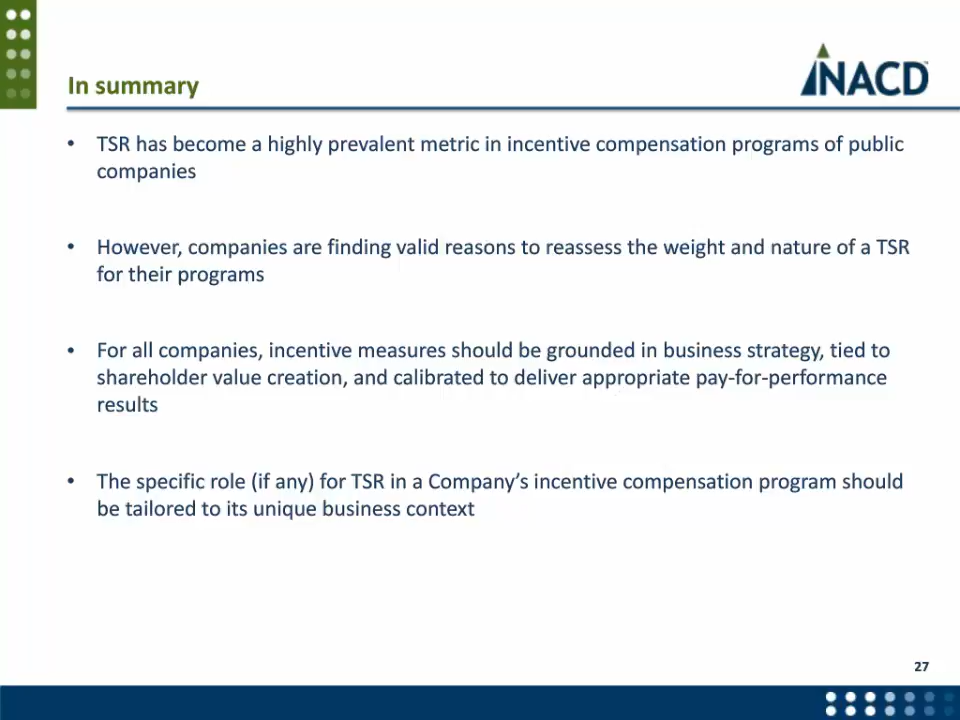 In summary
NACD
• TSR has become a highly prevalent metric in incentive compensation programs of public
companies
• However, companies are finding valid reasons to reassess the weight and nature of a TSR
for their programs
• For all companies, incentive measures should be grounded in business strategy, tied to
shareholder value creation, and calibrated to deliver appropriate pay-for-performance
results
• The specific role (if any) for TSR in a Company's incentive compensation program should
be tailored to its unique business context
27